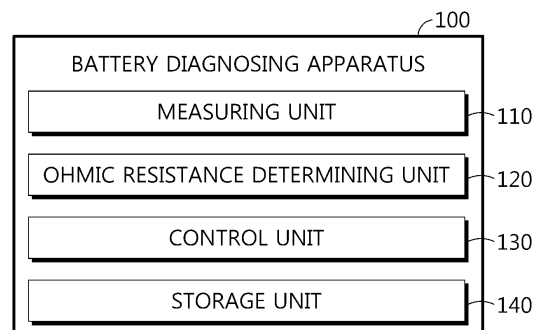 100
BATTERY DIAGNOSING APPARATUS
MEASURING UNIT
110
OHMIC RESISTANCE DETERMINING UNIT
120
CONTROL UNIT
130
STORAGE UNIT
140